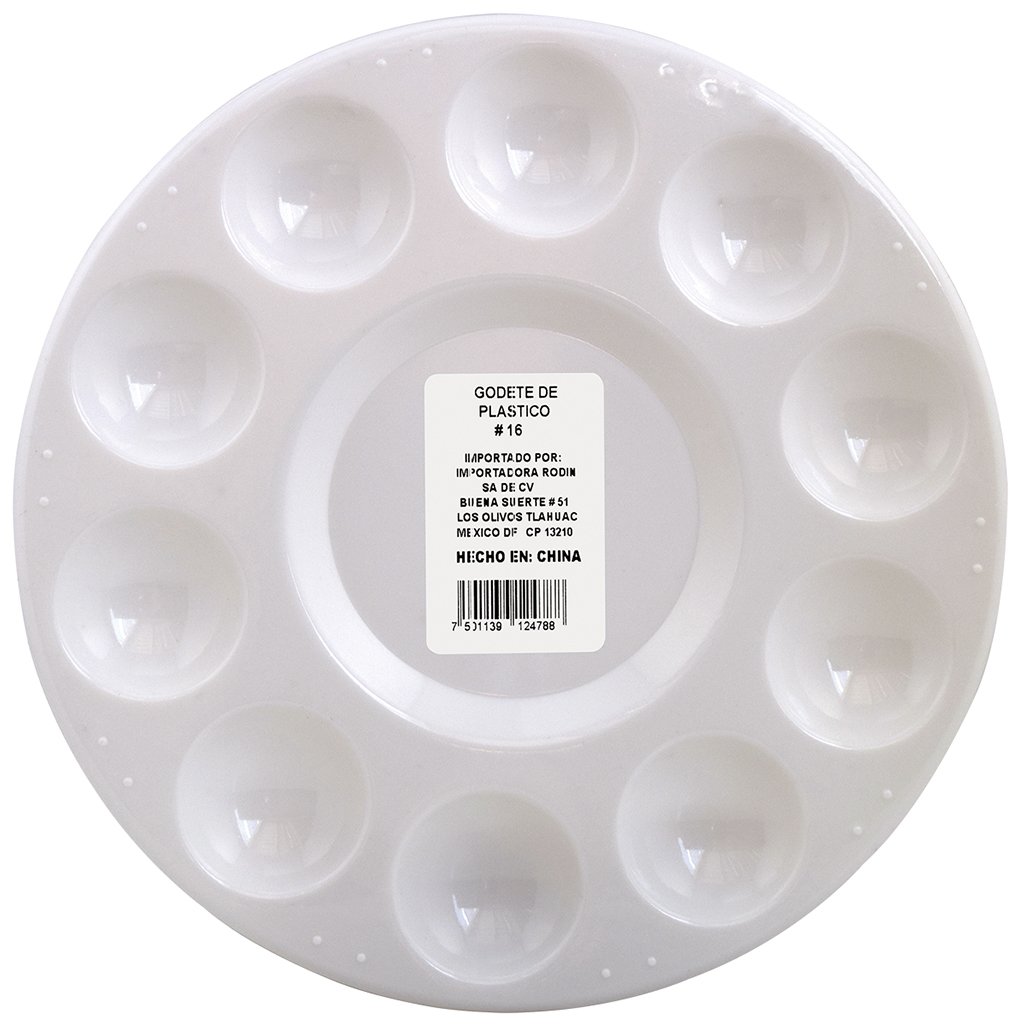 GODETE DE
PLASTICO
# 16
IMPORTADO POR:
IMPORTADORA RODIN
SA DE CV
BUENA SUERTE # 51
LOS OLIVOS TLAHUAC
MEXICO DF CP 13210
HECHO EN: CHINA
7 501139 124788